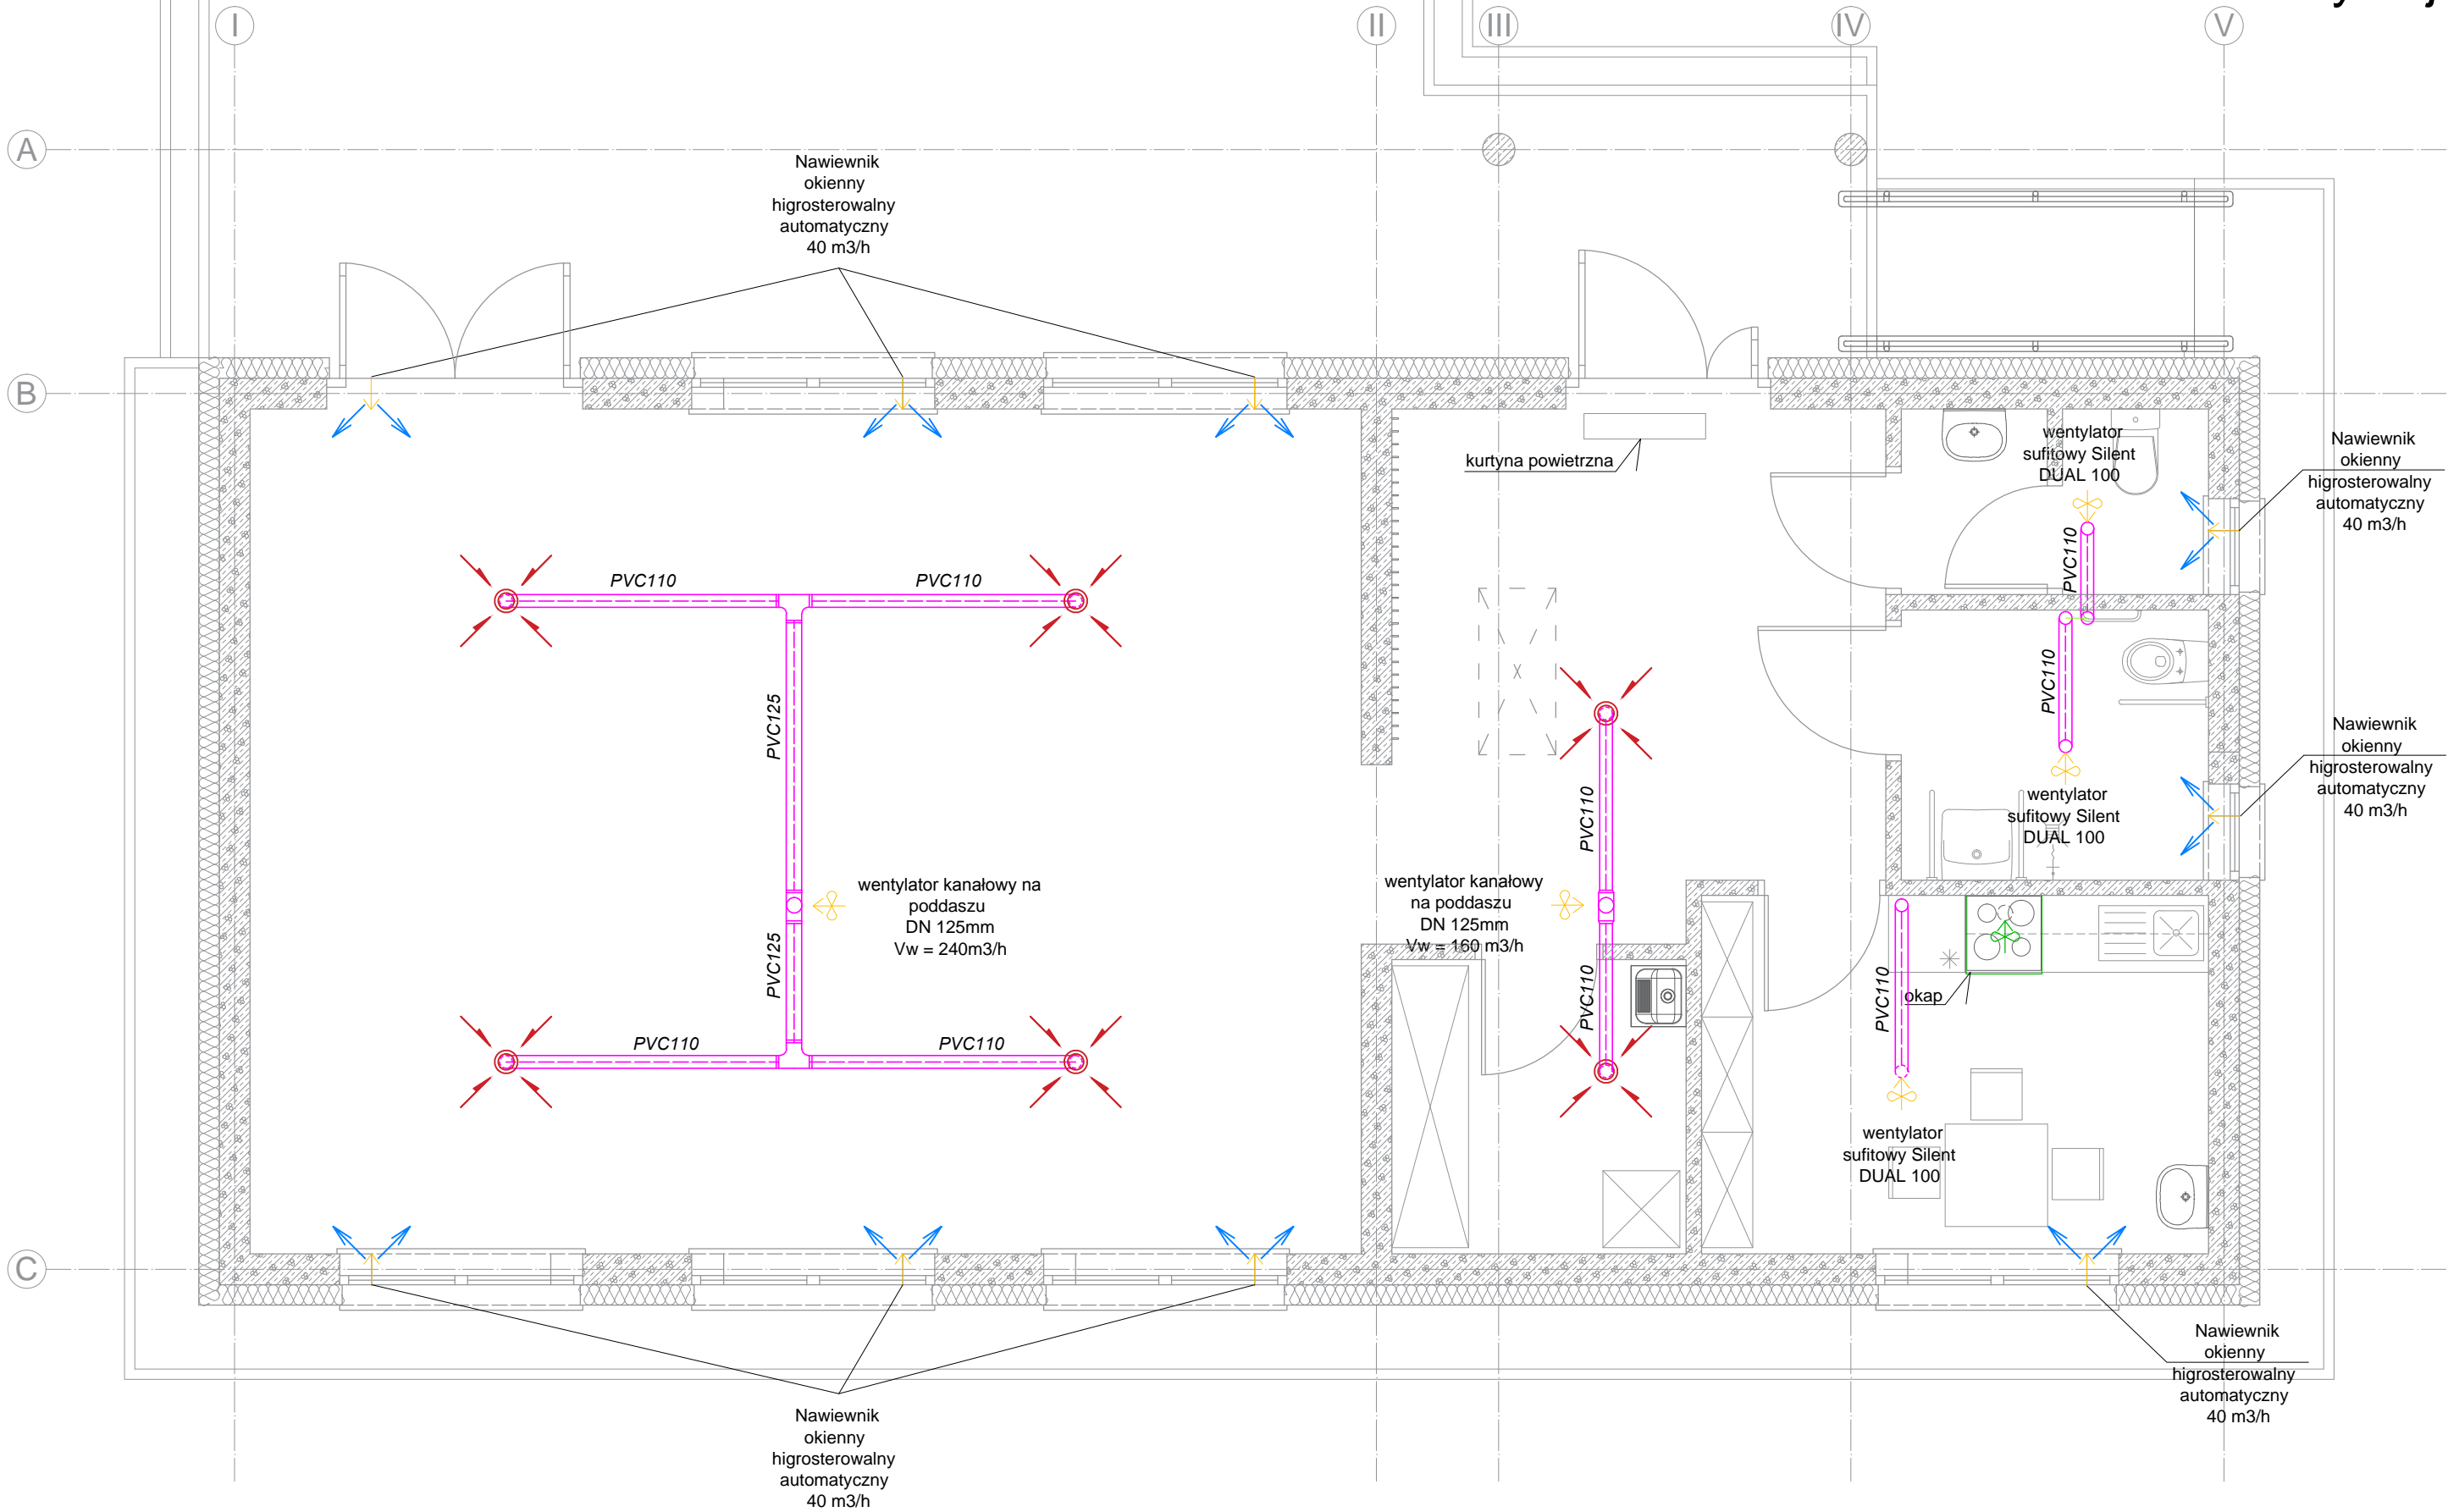 I
II
III
IV
V
A
Nawiewnik
okienny
higrosterowalny
automatyczny
40 m3/h
B
kurtyna powietrzna
wentylator
sufitowy Silent
DUAL 100
Nawiewnik
okienny
higrosterowalny
automatyczny
40 m3/h
PVC110
PVC110
PVC110
PVC110
PVC125
PVC110
Nawiewnik
okienny
higrosterowalny
automatyczny
40 m3/h
wentylator
sufitowy Silent
DUAL 100
wentylator kanałowy na
poddaszu
DN 125mm
Vw = 240m3/h
wentylator kanałowy
na poddaszu
DN 125mm
Vw = 160 m3/h
PVC125
PVC110
PVC110
okap
PVC110
PVC110
wentylator
sufitowy Silent
DUAL 100
C
Nawiewnik
okienny
higrosterowalny
automatyczny
40 m3/h
Nawiewnik
okienny
higrosterowalny
automatyczny
40 m3/h